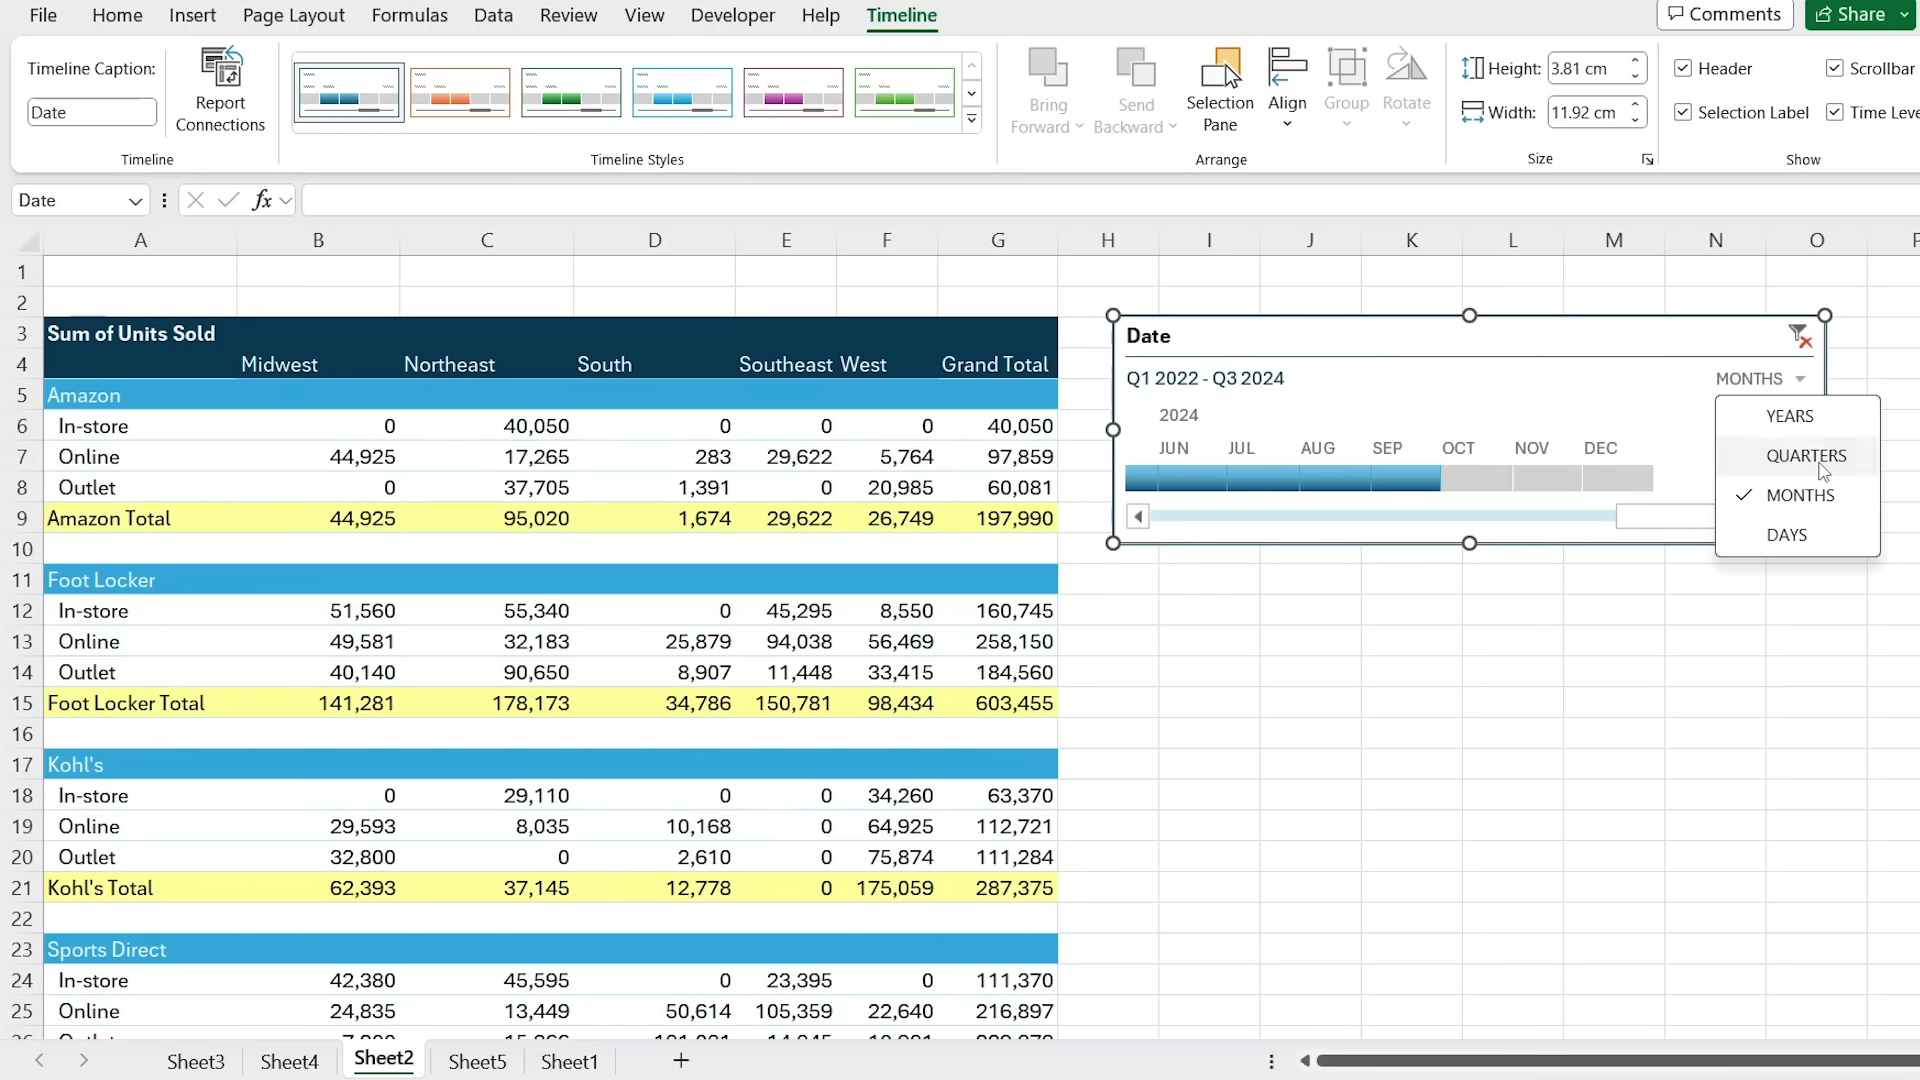 File Home Insert Page Layout Formulas Data Review View Developer Help Timeline Comments Share
Timeline Caption:
Date
Report
Connections
Timeline
Timeline Styles
Bring
Forward
Send
Backward
Selection
Pane
Align
Group
Rotate
Arrange
Height: 3.81 cm
Width: 11.92 cm
Size
Header Scrollbar
Selection Label Time Leve
Show
Date fx
A B C D E F G H I J K L M N O P
1
2
3 Sum of Units Sold
4 Midwest Northeast South Southeast West Grand Total
5 Amazon
6 In-store 0 40,050 0 0 0 40,050
7 Online 44,925 17,265 283 29,622 5,764 97,859
8 Outlet 0 37,705 1,391 0 20,985 60,081
9 Amazon Total 44,925 95,020 1,674 29,622 26,749 197,990
10
11 Foot Locker
12 In-store 51,560 55,340 0 45,295 8,550 160,745
13 Online 49,581 32,183 25,879 94,038 56,469 258,150
14 Outlet 40,140 90,650 8,907 11,448 33,415 184,560
15 Foot Locker Total 141,281 178,173 34,786 150,781 98,434 603,455
16
17 Kohl's
18 In-store 0 29,110 0 0 34,260 63,370
19 Online 29,593 8,035 10,168 0 64,925 112,721
20 Outlet 32,800 0 2,610 0 75,874 111,284
21 Kohl's Total 62,393 37,145 12,778 0 175,059 287,375
22
23 Sports Direct
24 In-store 42,380 45,595 0 23,395 0 111,370
25 Online 24,835 13,449 50,614 105,359 22,640 216,897
Date
Q1 2022 - Q3 2024 MONTHS
2024
JUN JUL AUG SEP OCT NOV DEC
YEARS
QUARTERS
MONTHS
DAYS
Sheet3 Sheet4 Sheet2 Sheet5 Sheet1